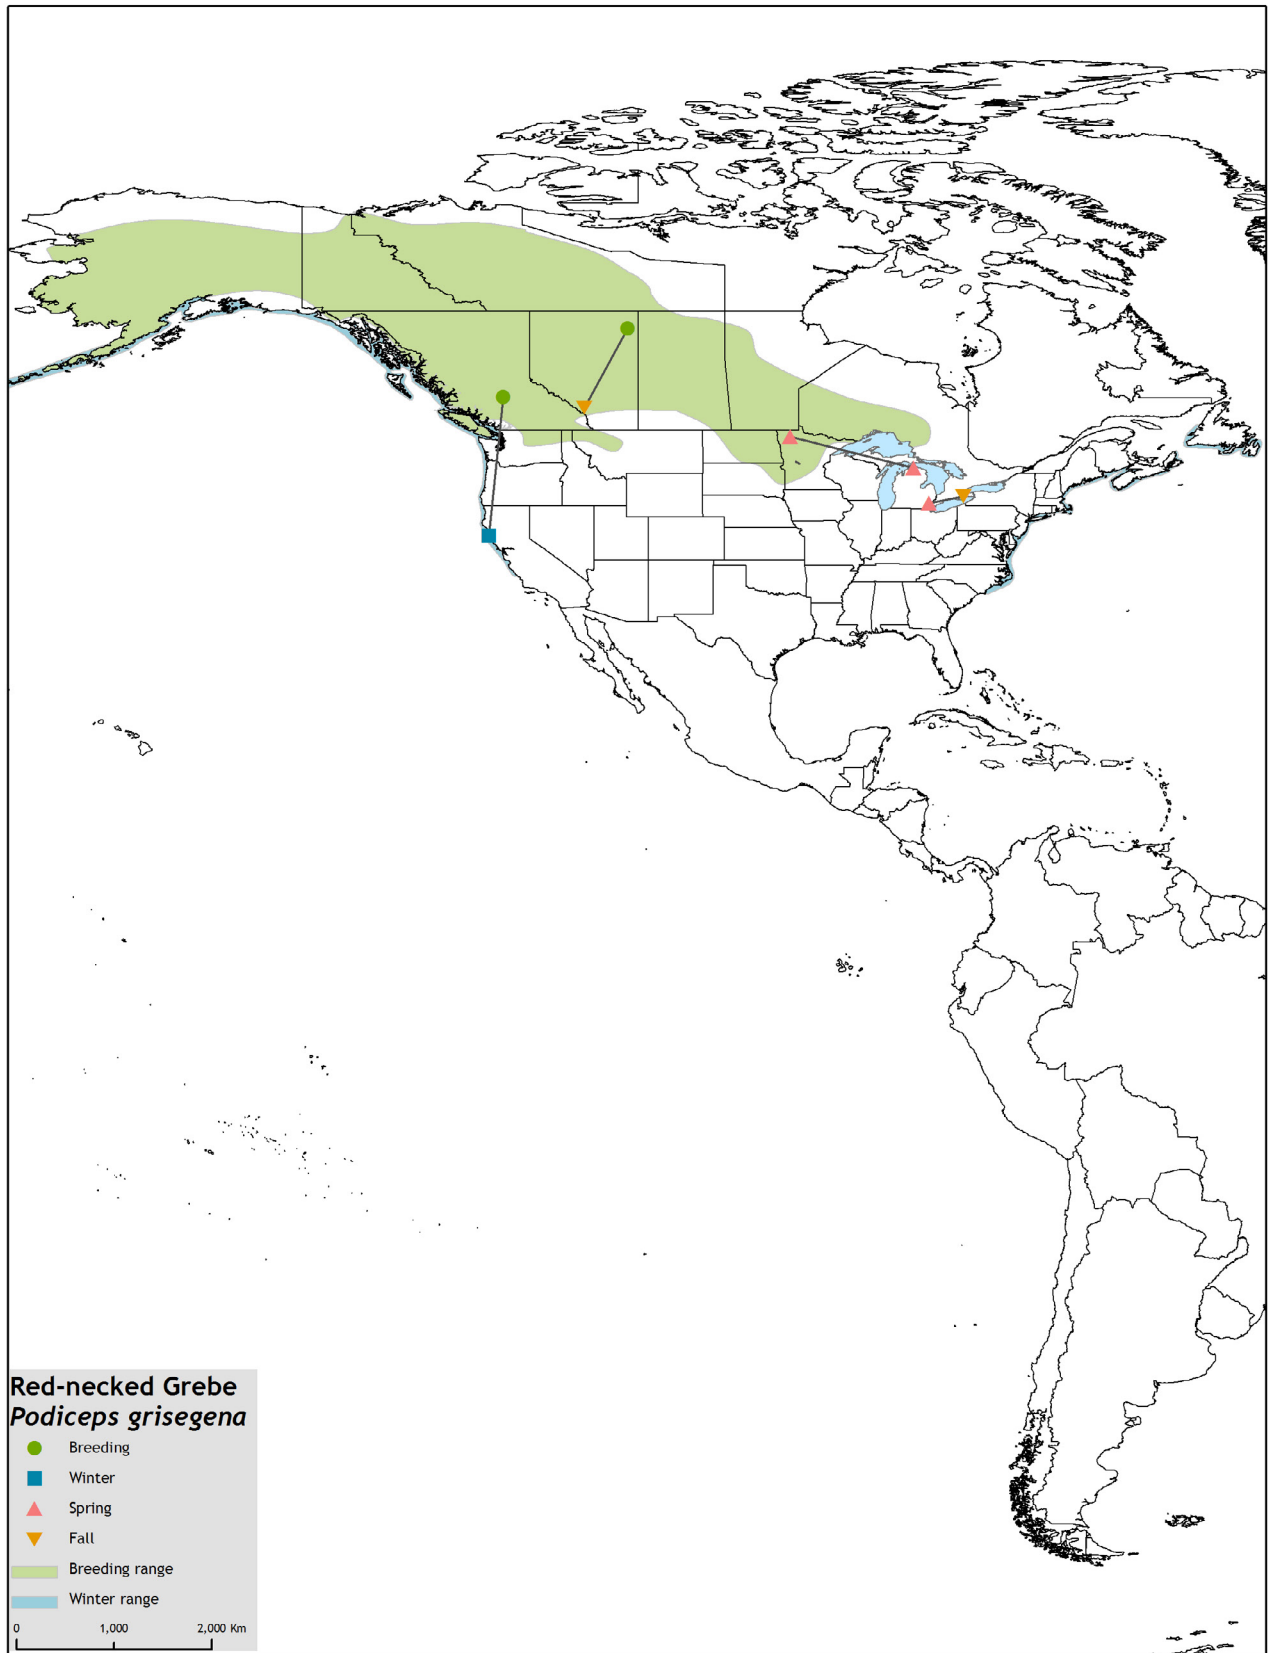 Red-necked Grebe
Podiceps grisegena
Breeding
Winter
Spring
Fall
Breeding range
Winter range
0 1,000 2,000 Km